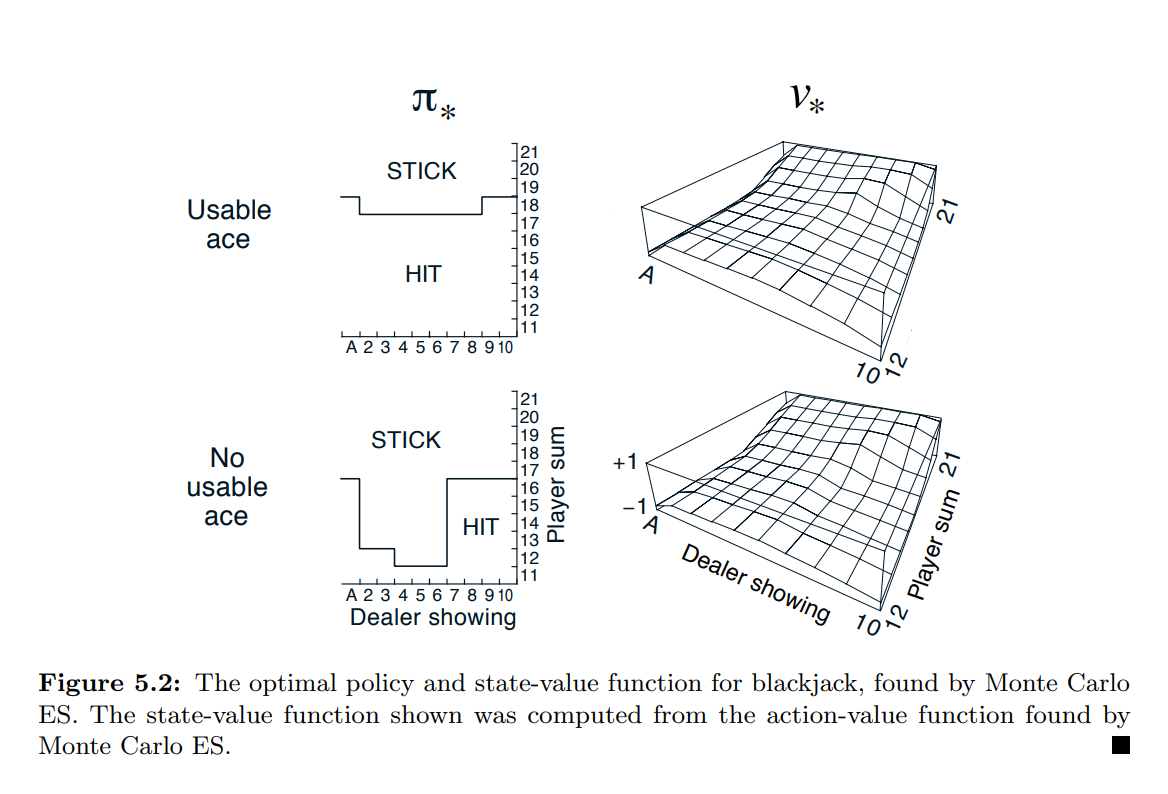 π* v*
Usable
ace
STICK
HIT
21
20
19
18
17
16
15
14
13
12
11
A 2 3 4 5 6 7 8 9 10
A
21
10
12
No
usable
ace
STICK
HIT
21
20
19
18
17
16
15
14
13
12
11
Player sum
A 2 3 4 5 6 7 8 9 10
Dealer showing
+1
−1
A
Dealer showing
10
12
Player sum
21
Figure 5.2: The optimal policy and state-value function for blackjack, found by Monte Carlo
ES. The state-value function shown was computed from the action-value function found by
Monte Carlo ES.